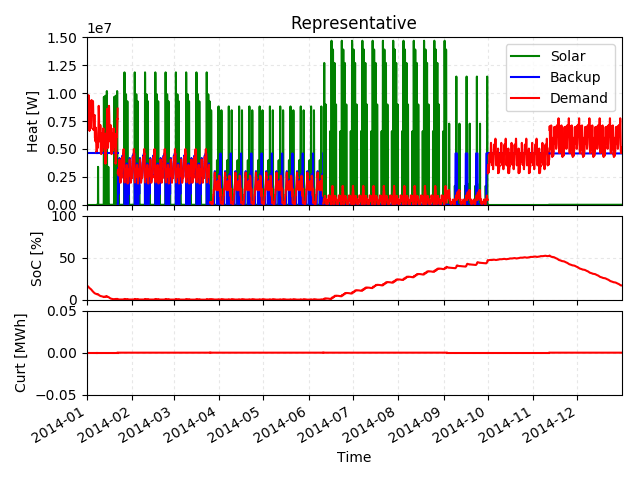 Representative
1e7
1.50
1.25
1.00
0.75
0.50
0.25
0.00
Heat [W]
Solar
Backup
Demand
100
50
0
SoC [%]
0.05
0.00
−0.05
Curt [MWh]
2014-01
2014-02
2014-03
2014-04
2014-05
2014-06
2014-07
2014-08
2014-09
2014-10
2014-11
2014-12
Time